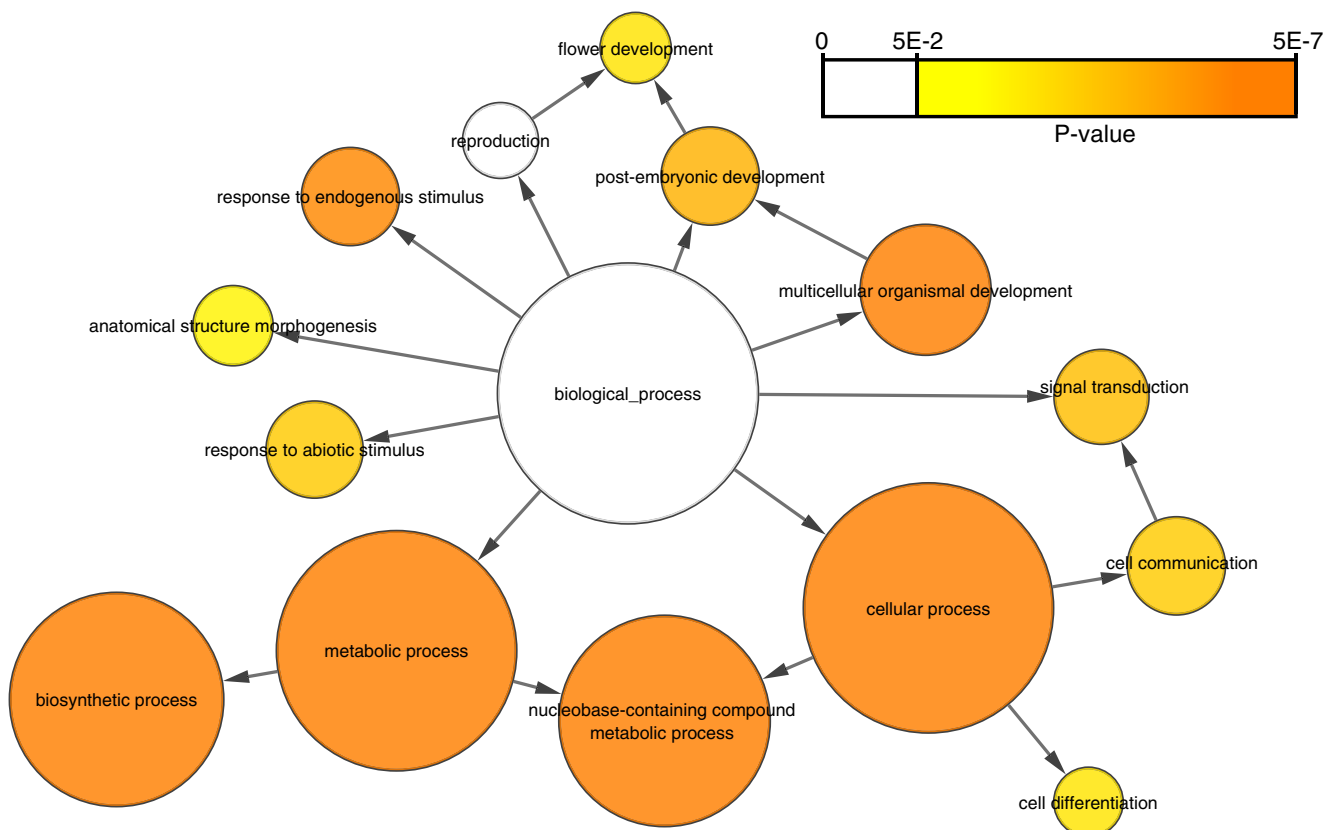 0 5E-2 5E-7
P-value
flower development
reproduction
post-embryonic development
response to endogenous stimulus
multicellular organismal development
anatomical structure morphogenesis
biological_process
signal transduction
response to abiotic stimulus
cell communication
cellular process
metabolic process
biosynthetic process
nucleobase-containing compound
metabolic process
cell differentiation